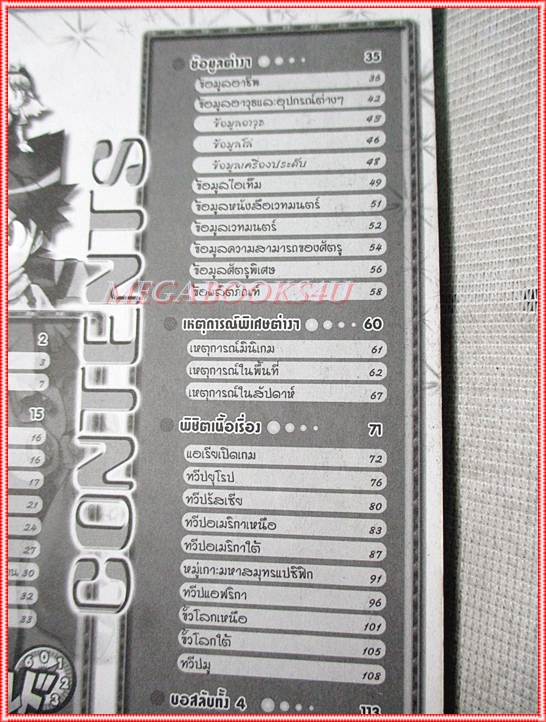 CONTENTS
2
3
7
15
16
16
17
21
24
27
30
32
33
ข้อมูลต่างๆ 35
ข้อมูลอาชีพ 36
ข้อมูลอาวุธและอุปกรณ์ต่างๆ 42
ข้อมูลอาวุธ 43
ข้อมูลโล่ 46
ข้อมูลเครื่องประดับ 48
ข้อมูลไอเท็ม 49
ข้อมูลหนังสือเวทมนตร์ 51
ข้อมูลเวทมนตร์ 52
ข้อมูลความสามารถของศัตรู 54
ข้อมูลศัตรูพิเศษ 56
58
MEGABOOKS4U
เหตุการณ์พิเศษต่างๆ 60
เหตุการณ์มินิเกม 61
เหตุการณ์ในพื้นที่ 62
เหตุการณ์ในสัปดาห์ 67
พิชิตเนื้อเรื่อง 71
แอเรียเปิดเกม 72
ทวีปยุโรป 76
ทวีปรัสเซีย 80
ทวีปอเมริกาเหนือ 83
ทวีปอเมริกาใต้ 87
หมู่เกาะมหาสมุทรแปซิฟิก 91
ทวีปแอฟริกา 96
ขั้วโลกเหนือ 101
ขั้วโลกใต้ 105
ทวีปมู 108
บอสลับทั้ง 4 113